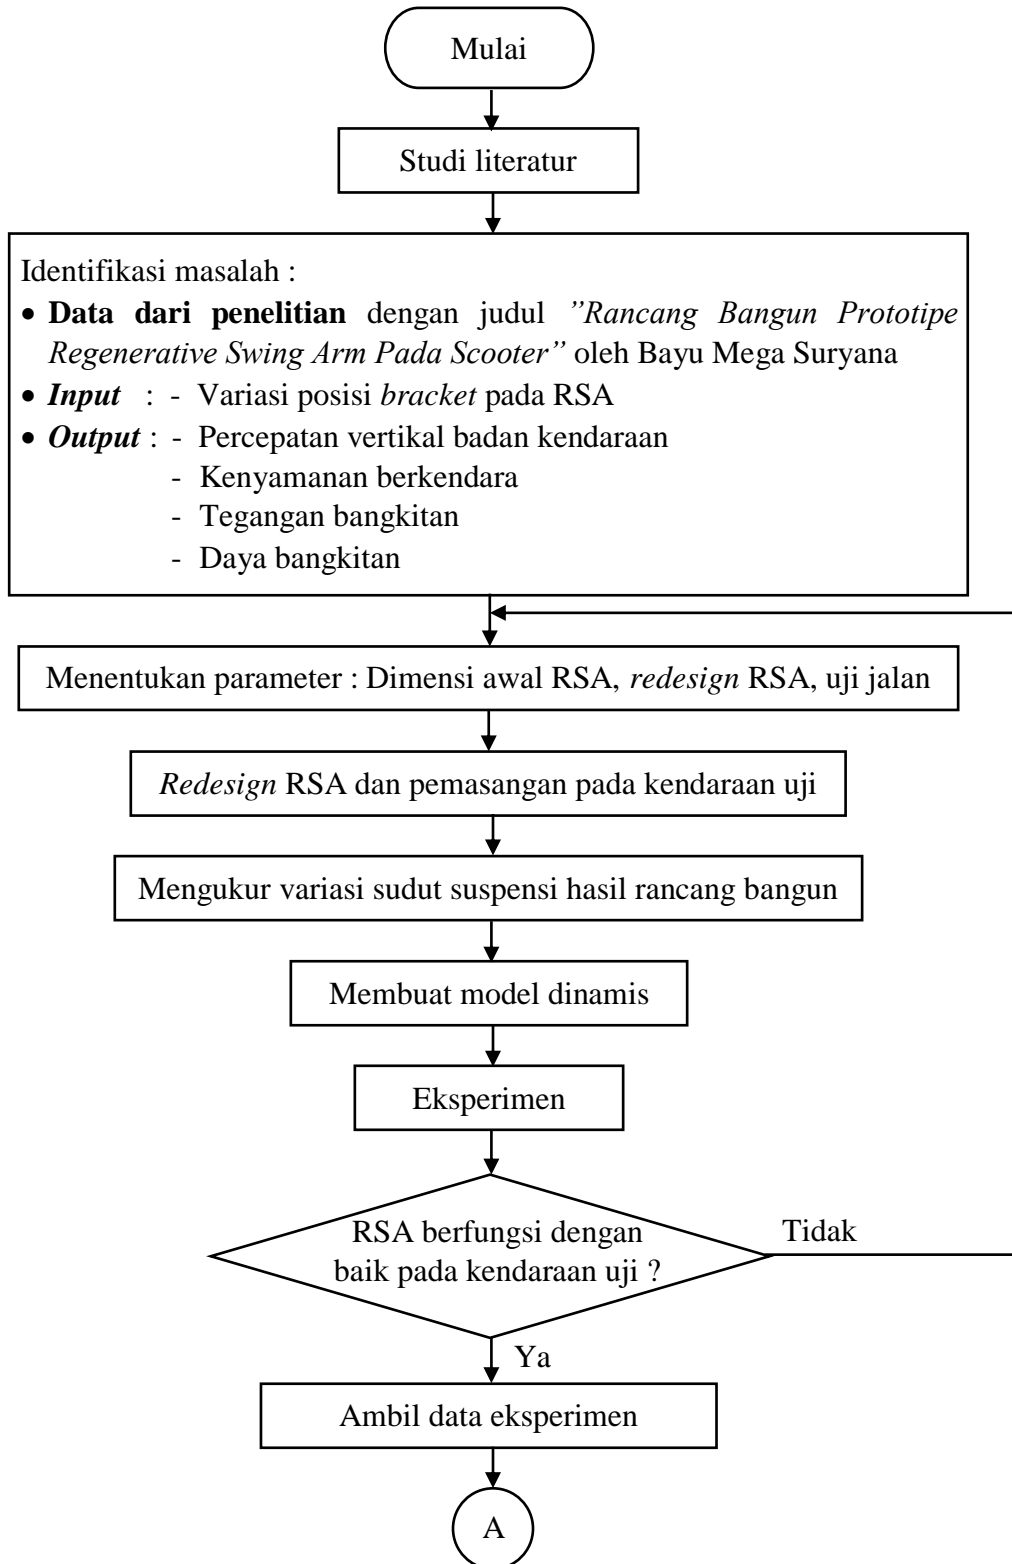 Mulai
Studi literatur
Identifikasi masalah :
• Data dari penelitian dengan judul ”Rancang Bangun Prototipe
Regenerative Swing Arm Pada Scooter” oleh Bayu Mega Suryana
• Input : - Variasi posisi bracket pada RSA
• Output : - Percepatan vertikal badan kendaraan
- Kenyamanan berkendara
- Tegangan bangkitan
- Daya bangkitan
Menentukan parameter : Dimensi awal RSA, redesign RSA, uji jalan
Redesign RSA dan pemasangan pada kendaraan uji
Mengukur variasi sudut suspensi hasil rancang bangun
Membuat model dinamis
Eksperimen
RSA berfungsi dengan
baik pada kendaraan uji ?
Tidak
Ya
Ambil data eksperimen
A